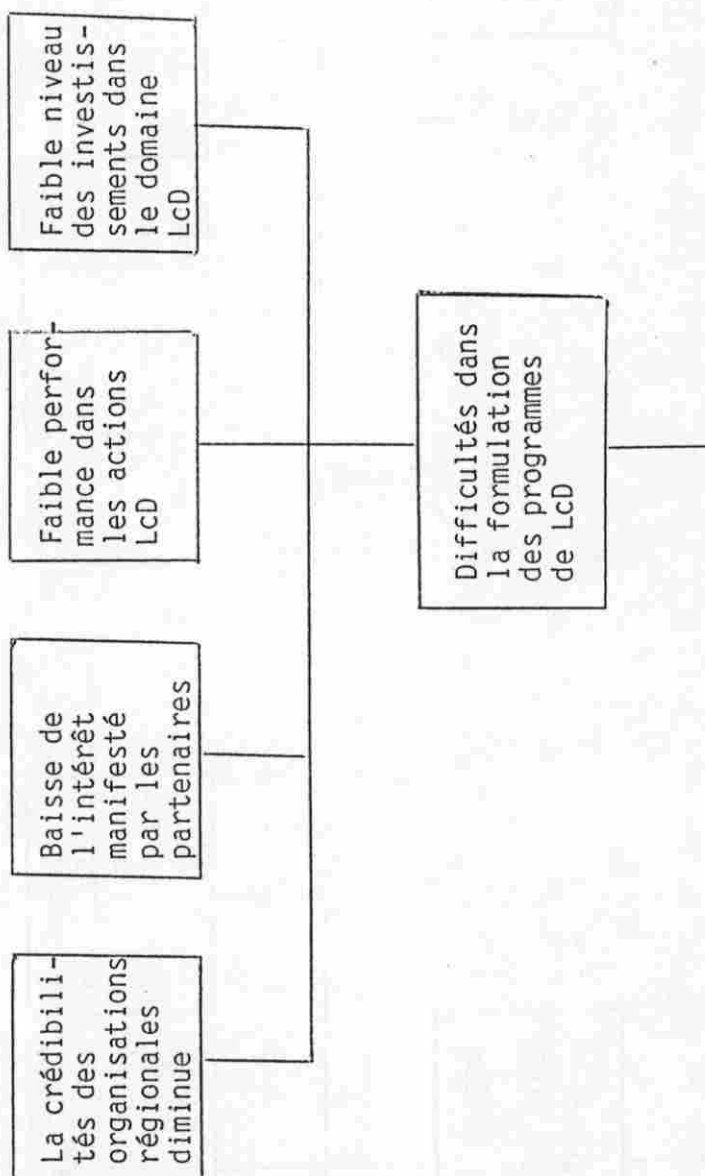 La crédibili-
tés des
organisations
régionales
diminue
Baisse de
l'intérêt
manifesté
par les
partenaires
Faible perfor-
mance dans
les actions
LcD
Faible niveau
des investis-
sements dans
le domaine
LcD
Difficultés dans
la formulation
des programmes
de LcD